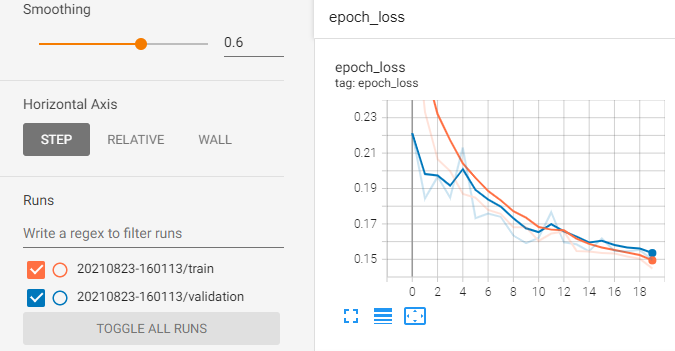 Smoothing
0.6
Horizontal Axis
STEP RELATIVE WALL
Runs
Write a regex to filter runs
20210823-160113/train
20210823-160113/validation
TOGGLE ALL RUNS
epoch_loss
epoch_loss
tag: epoch_loss
0.23
0.21
0.19
0.17
0.15
0 2 4 6 8 10 12 14 16 18